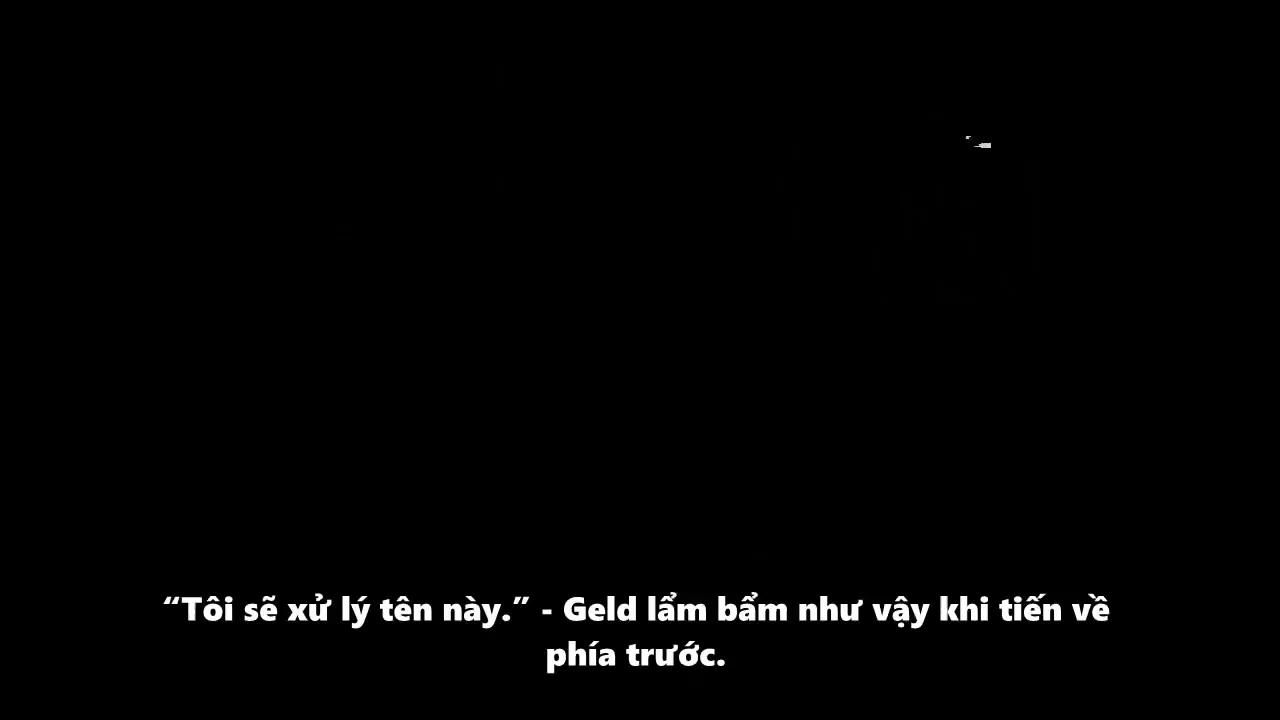 “Tôi sẽ xử lý tên này.” - Geld lẩm bẩm như vậy khi tiến về
phía trước.